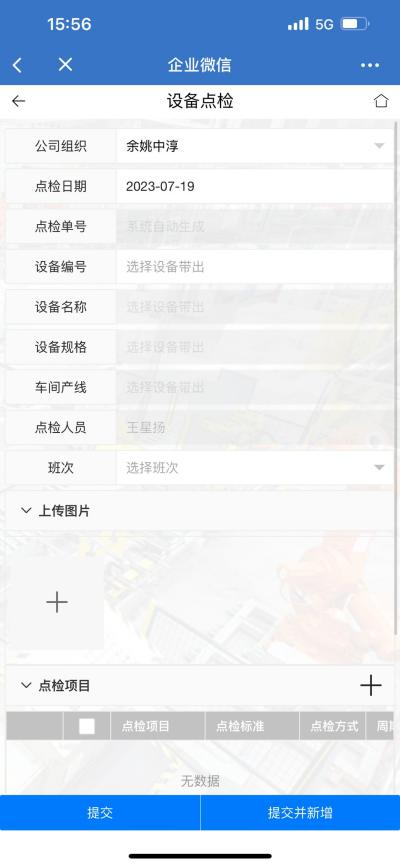 15:56
5G
企业微信
设备点检
公司组织 余姚中淳
点检日期 2023-07-19
点检单号 系统自动生成
设备编号 选择设备带出
设备名称 选择设备带出
设备规格 选择设备带出
车间产线 选择设备带出
点检人员 王星扬
班次 选择班次
上传图片
点检项目
点检项目 点检标准 点检方式
无数据
提交 提交并新增